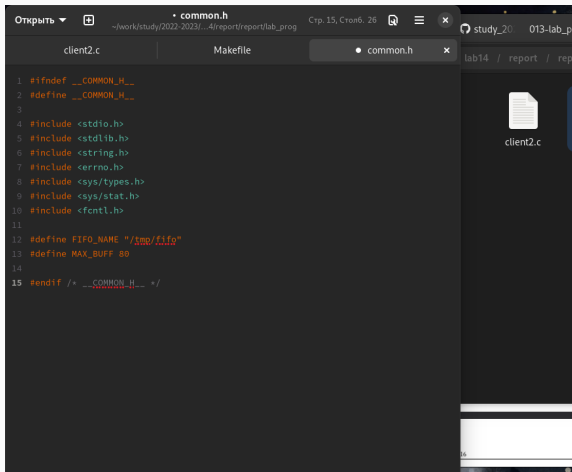 Открыть
• common.h
~/work/study/2022-2023/...4/report/report/lab_prog
Стр. 15, Столб. 26
client2.c
Makefile
• common.h
1 #ifndef __COMMON_H__
2 #define __COMMON_H__
3
4 #include <stdio.h>
5 #include <stdlib.h>
6 #include <string.h>
7 #include <errno.h>
8 #include <sys/types.h>
9 #include <sys/stat.h>
10 #include <fcntl.h>
11
12 #define FIFO_NAME "/tmp/fifo"
13 #define MAX_BUFF 80
14
15 #endif /* __COMMON_H__ */
study_20
013-lab_p
lab14 / report / rep
client2.c